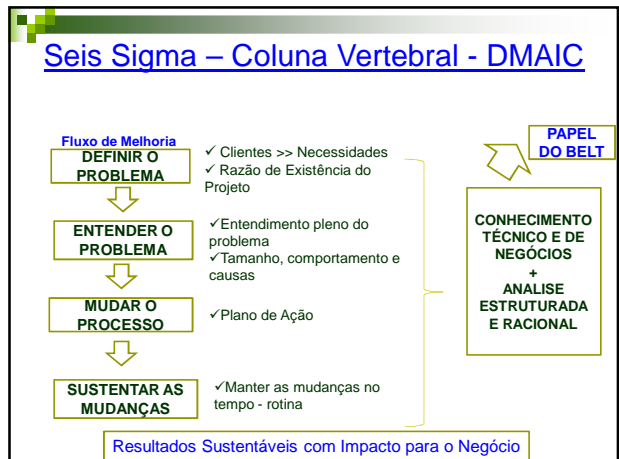 Seis Sigma – Coluna Vertebral - DMAIC
Fluxo de Melhoria
DEFINIR O
PROBLEMA
✓ Clientes >> Necessidades
✓ Razão de Existência do
Projeto
ENTENDER O
PROBLEMA
✓Entendimento pleno do
problema
✓Tamanho, comportamento e
causas
MUDAR O
PROCESSO
✓Plano de Ação
SUSTENTAR AS
MUDANÇAS
✓Manter as mudanças no
tempo - rotina
PAPEL
DO BELT
CONHECIMENTO
TÉCNICO E DE
NEGÓCIOS
+
ANALISE
ESTRUTURADA
E RACIONAL
Resultados Sustentáveis com Impacto para o Negócio